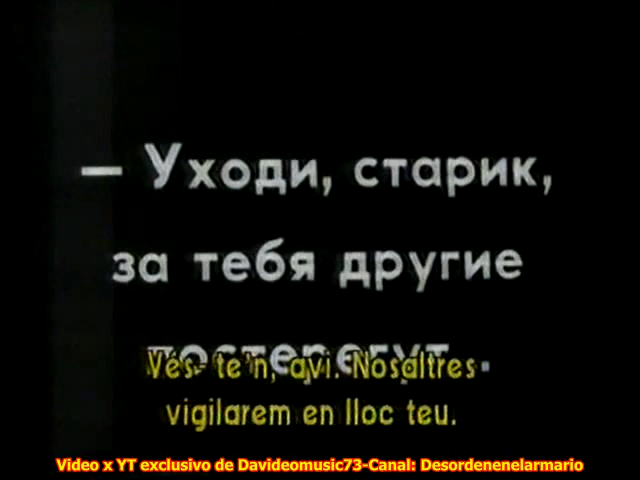 — Уходи, старик,
за тебя другие
постерегут.
Vés- te'n, avi. Nosaltres
vigilarem en lloc teu.
Video x YT exclusivo de Davideomusic73-Canal: Desordenenelarmario